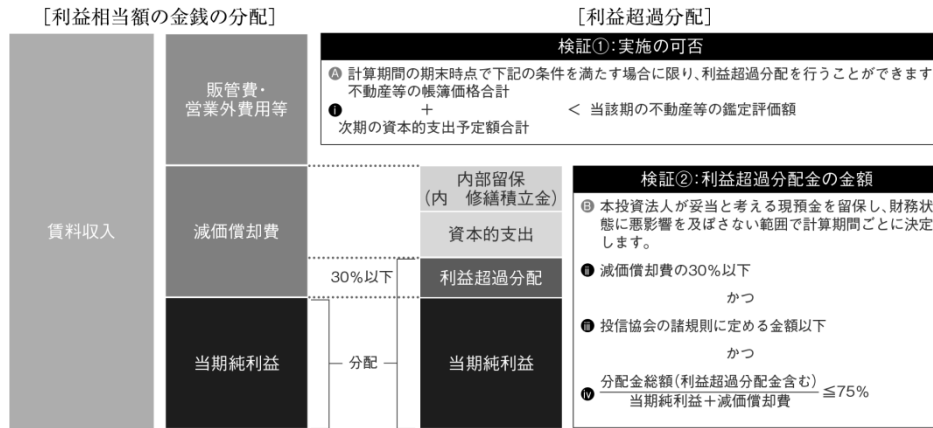 [利益相当額の金銭の分配]
[利益超過分配]
賃料収入
販管費・
営業外費用等
減価償却費
当期純利益
30%以下
分配
内部留保
(内 修繕積立金)
資本的支出
利益超過分配
当期純利益
検証①:実施の可否
A 計算期間の期末時点で下記の条件を満たす場合に限り、利益超過分配を行うことができます
不動産等の帳簿価格合計
i + < 当該期の不動産等の鑑定評価額
次期の資本的支出予定額合計
検証②:利益超過分配金の金額
B 本投資法人が妥当と考える現預金を留保し、財務状
態に悪影響を及ぼさない範囲で計算期間ごとに決定
します。
ii 減価償却費の30%以下
かつ
iii 投信協会の諸規則に定める金額以下
かつ
iv 分配金総額(利益超過分配金含む)
当期純利益+減価償却費 ≦75%